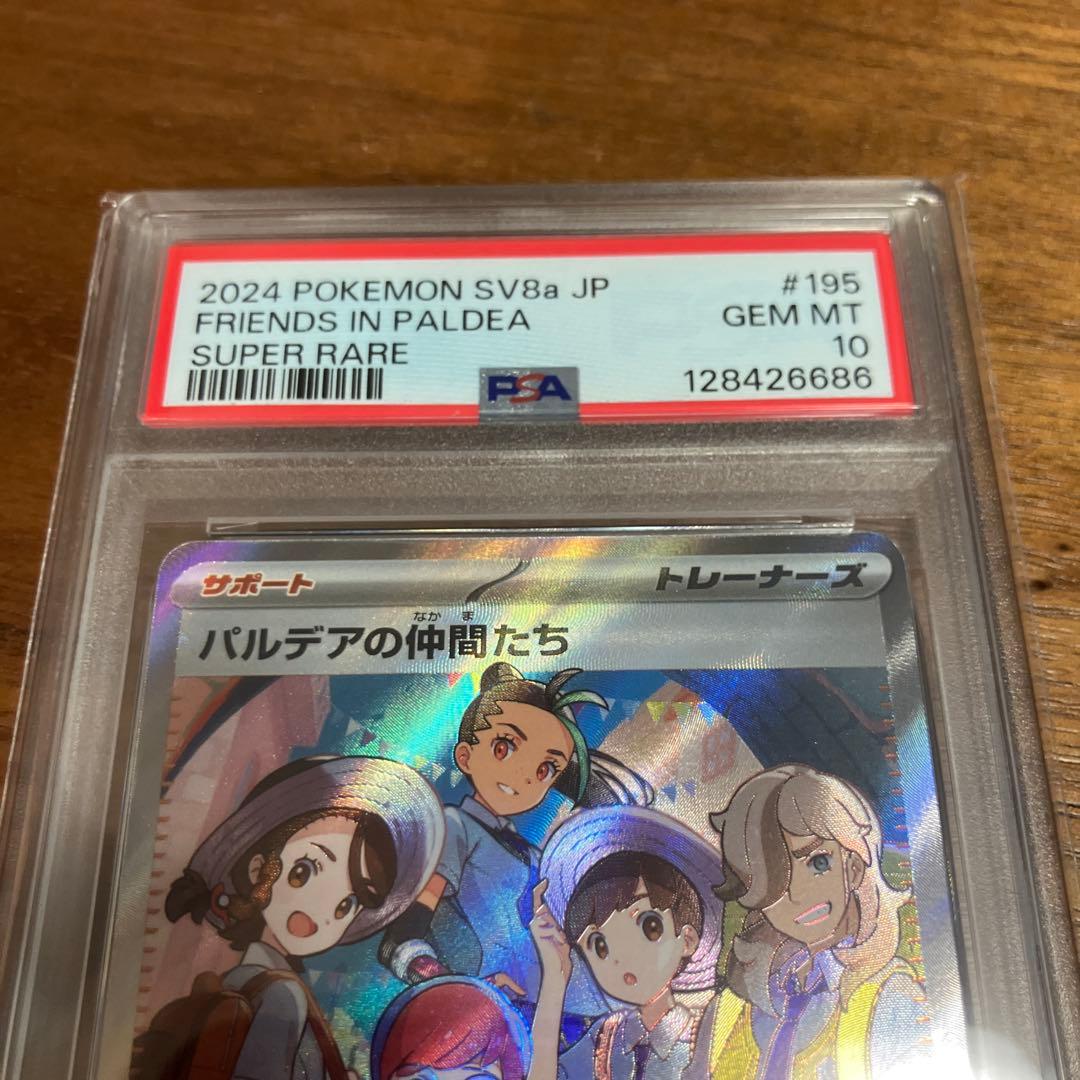 2024 POKEMON SV8a JP #195
FRIENDS IN PALDEA GEM MT
SUPER RARE 10
PSA 128426686
サポート トレーナーズ
なかま
パルデアの仲間たち